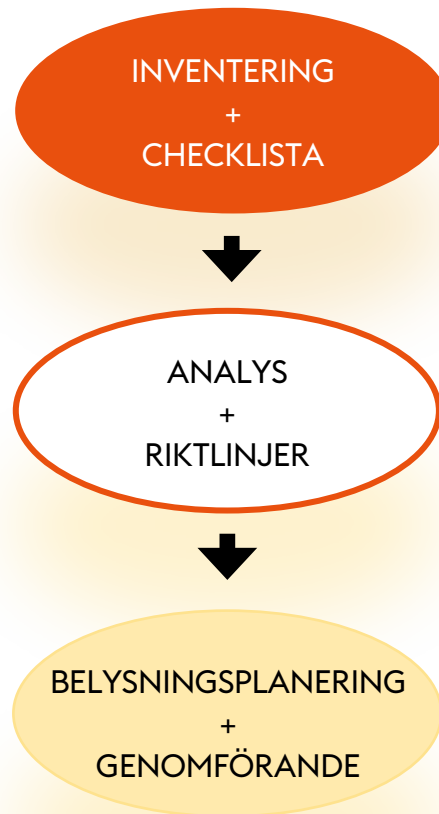 INVENTERING
+
CHECKLISTA
ANALYS
+
RIKTLINJER
BELYSNINGSPLANERING
+
GENOMFÖRANDE